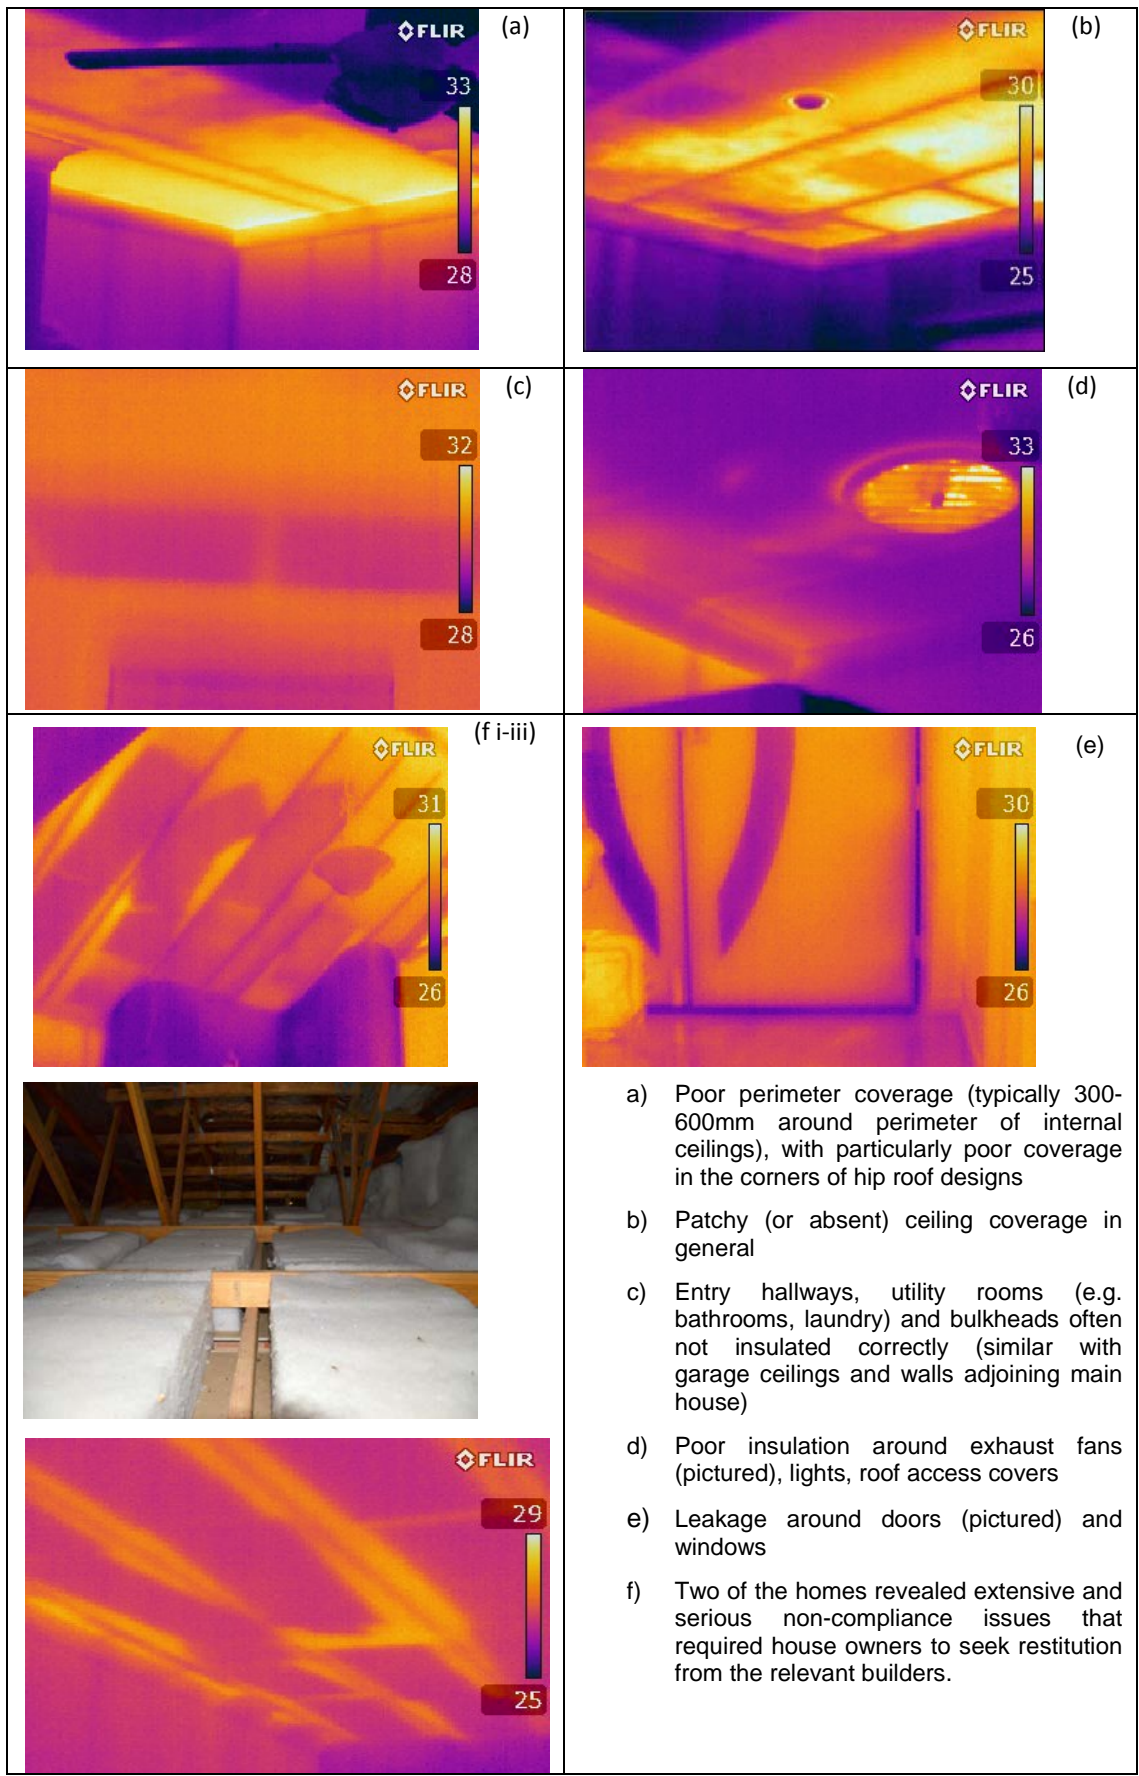 FLIR
33
28
(a)
FLIR
30
25
(b)
FLIR
32
28
(c)
FLIR
33
26
(d)
FLIR
31
26
(f i-iii)
FLIR
30
26
(e)
FLIR
29
25
a) Poor perimeter coverage (typically 300-
600mm around perimeter of internal
ceilings), with particularly poor coverage
in the corners of hip roof designs
b) Patchy (or absent) ceiling coverage in
general
c) Entry hallways, utility rooms (e.g.
bathrooms, laundry) and bulkheads often
not insulated correctly (similar with
garage ceilings and walls adjoining main
house)
d) Poor insulation around exhaust fans
(pictured), lights, roof access covers
e) Leakage around doors (pictured) and
windows
f) Two of the homes revealed extensive and
serious non-compliance issues that
required house owners to seek restitution
from the relevant builders.